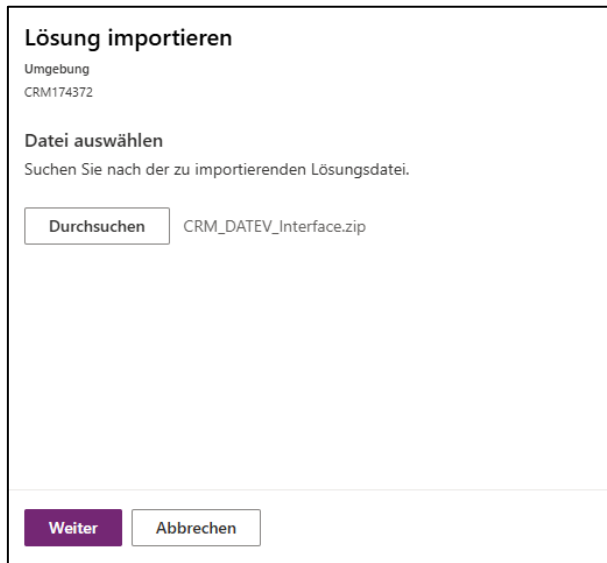 Lösung importieren
Umgebung
CRM174372
Datei auswählen
Suchen Sie nach der zu importierenden Lösungsdatei.
Durchsuchen CRM_DATEV_Interface.zip
Weiter Abbrechen